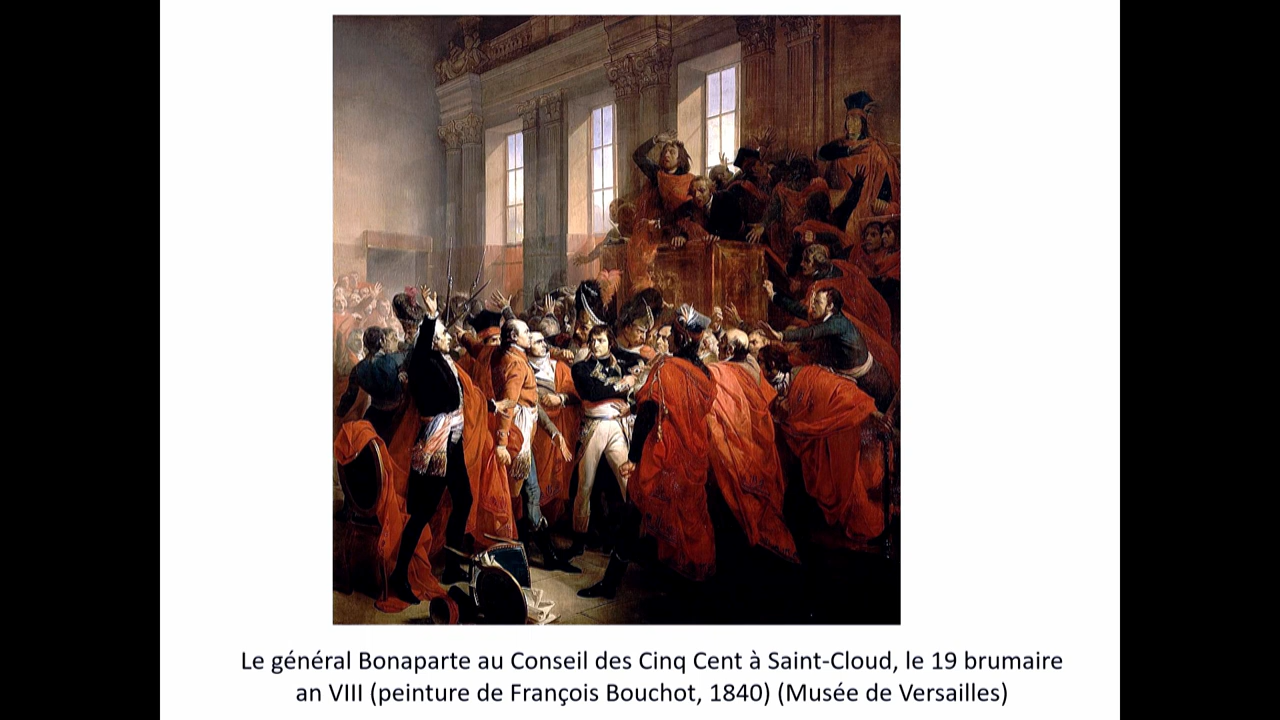 Le général Bonaparte au Conseil des Cinq Cent à Saint-Cloud, le 19 brumaire
an VIII (peinture de François Bouchot, 1840) (Musée de Versailles)